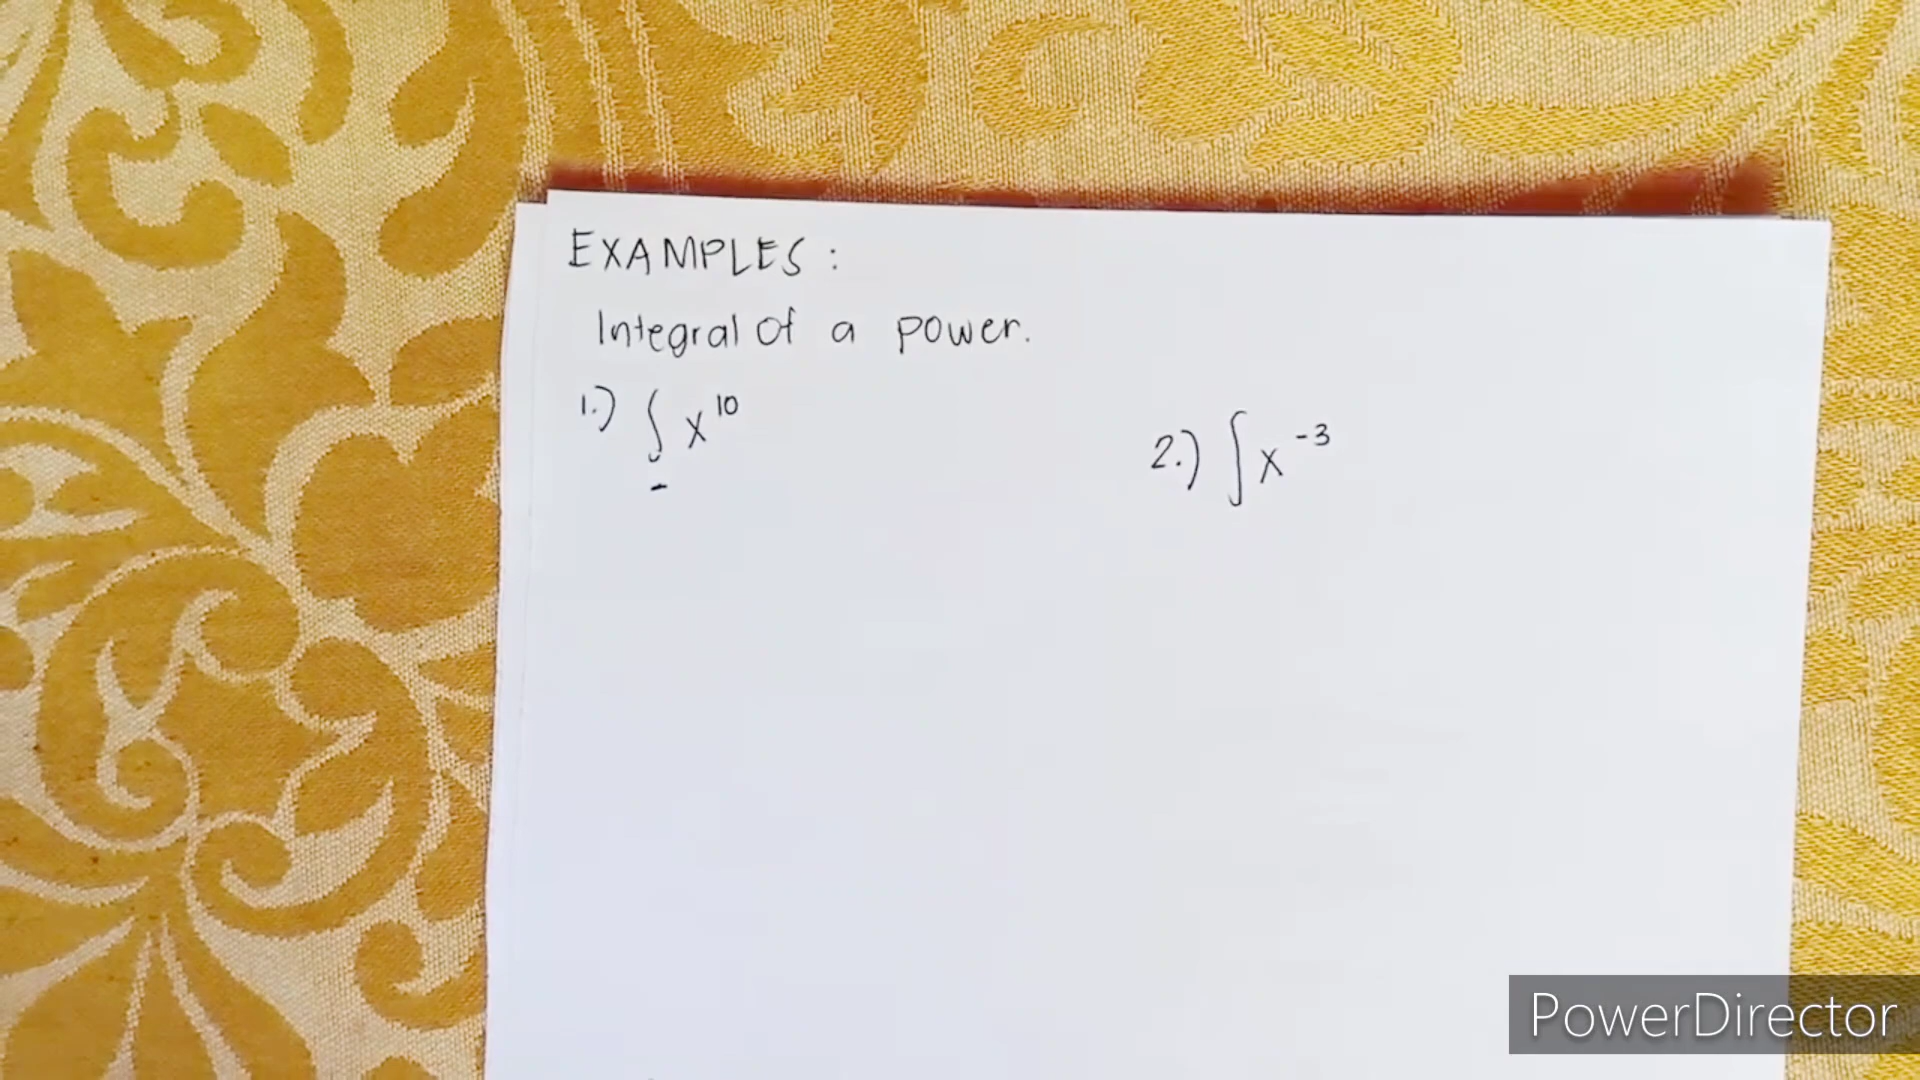 EXAMPLES :
Integral of a power.
1.) ∫ x^10
2.) ∫ x^-3
PowerDirector